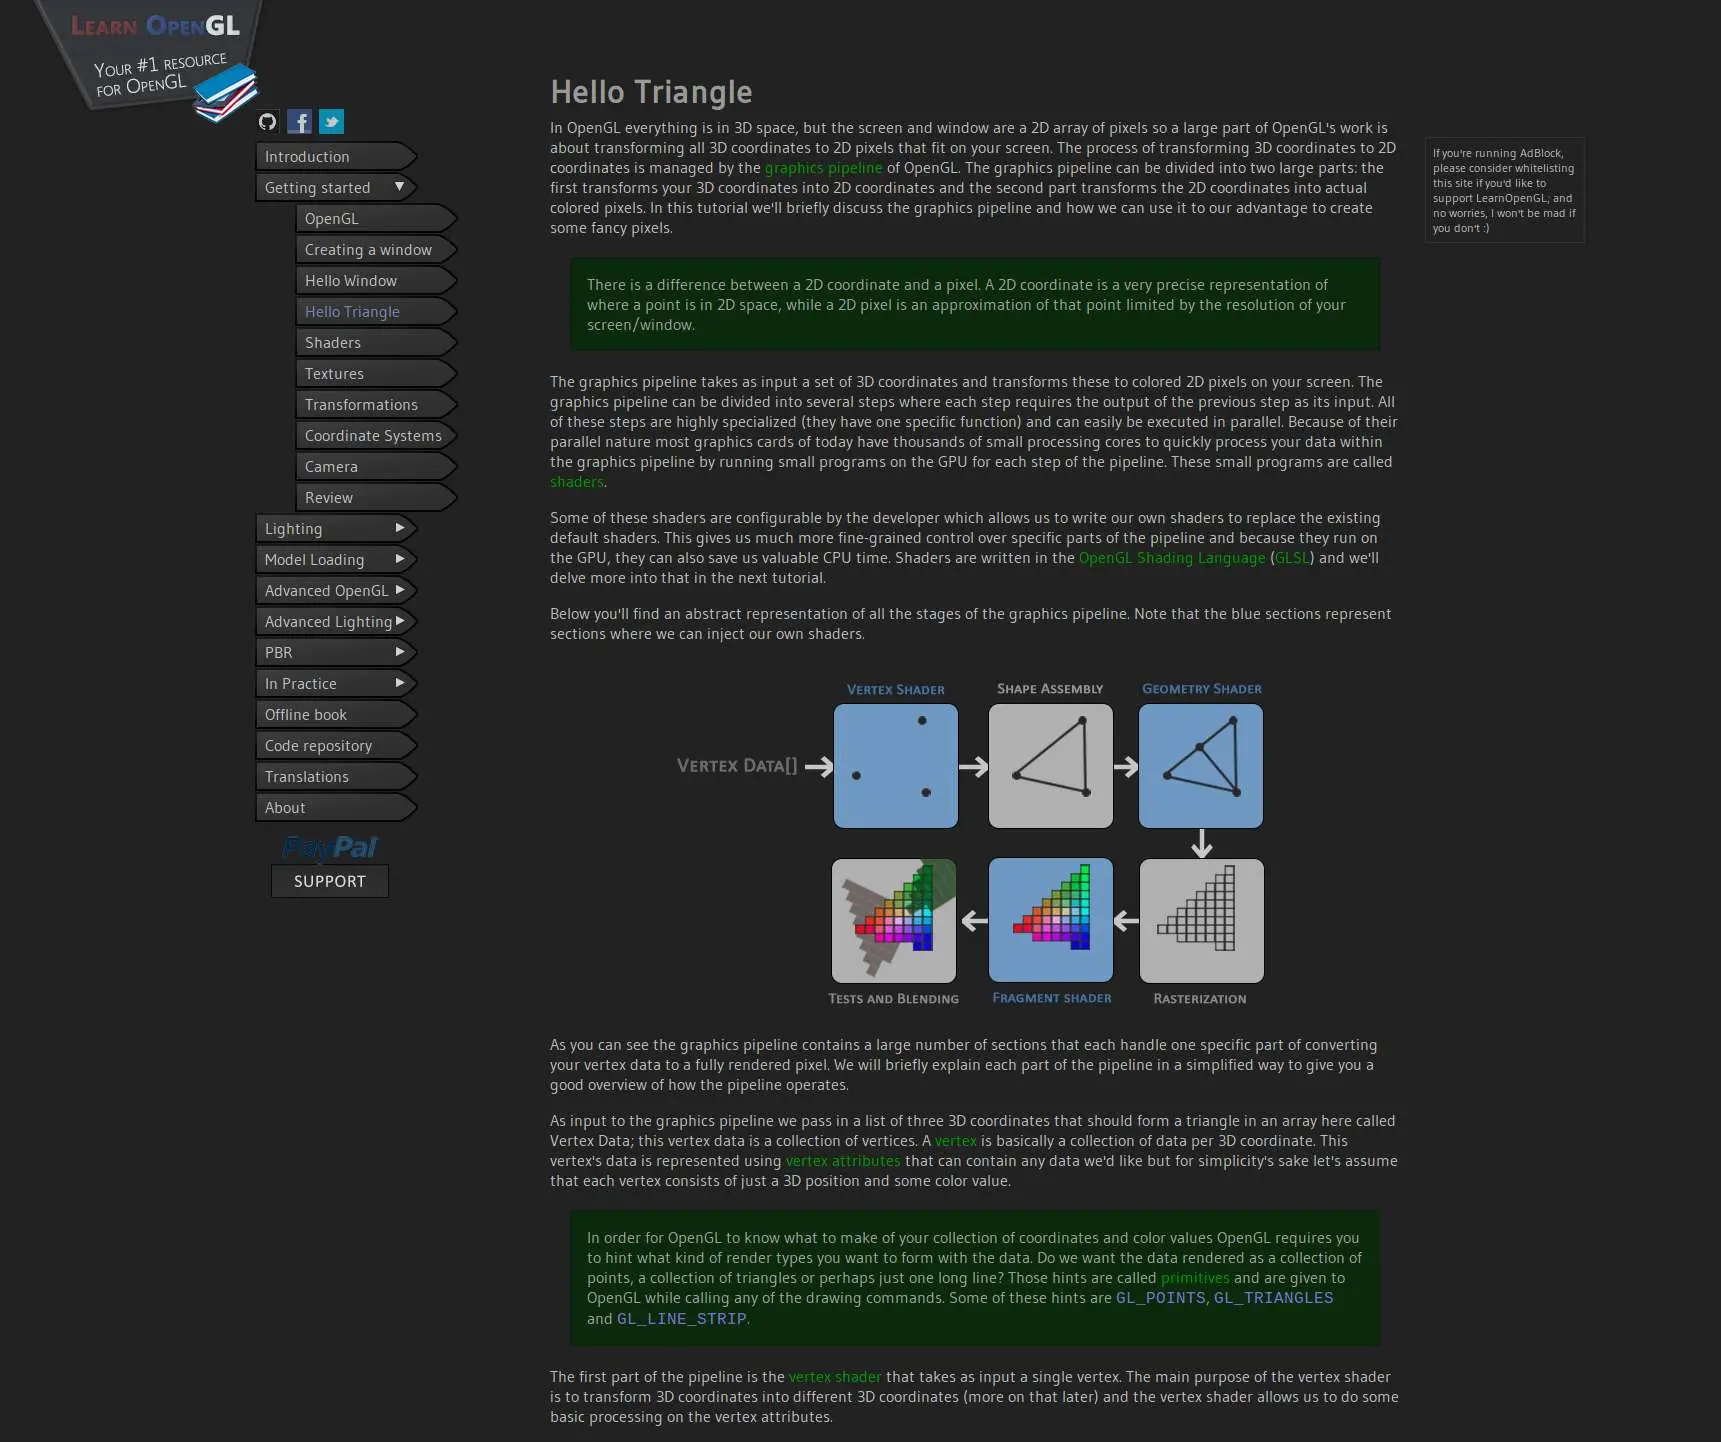 LEARN OPENGL
YOUR #1 RESOURCE
FOR OPENGL
Introduction
Getting started ▼
OpenGL
Creating a window
Hello Window
Hello Triangle
Shaders
Textures
Transformations
Coordinate Systems
Camera
Review
Lighting ▶
Model Loading ▶
Advanced OpenGL ▶
Advanced Lighting ▶
PBR ▶
In Practice ▶
Offline book
Code repository
Translations
About
PayPal
SUPPORT
Hello Triangle
In OpenGL everything is in 3D space, but the screen and window are a 2D array of pixels so a large part of OpenGL's work is
about transforming all 3D coordinates to 2D pixels that fit on your screen. The process of transforming 3D coordinates to 2D
coordinates is managed by the graphics pipeline of OpenGL. The graphics pipeline can be divided into two large parts: the
first transforms your 3D coordinates into 2D coordinates and the second part transforms the 2D coordinates into actual
colored pixels. In this tutorial we'll briefly discuss the graphics pipeline and how we can use it to our advantage to create
some fancy pixels.
There is a difference between a 2D coordinate and a pixel. A 2D coordinate is a very precise representation of
where a point is in 2D space, while a 2D pixel is an approximation of that point limited by the resolution of your
screen/window.
The graphics pipeline takes as input a set of 3D coordinates and transforms these to colored 2D pixels on your screen. The
graphics pipeline can be divided into several steps where each step requires the output of the previous step as its input. All
of these steps are highly specialized (they have one specific function) and can easily be executed in parallel. Because of their
parallel nature most graphics cards of today have thousands of small processing cores to quickly process your data within
the graphics pipeline by running small programs on the GPU for each step of the pipeline. These small programs are called
shaders.
Some of these shaders are configurable by the developer which allows us to write our own shaders to replace the existing
default shaders. This gives us much more fine-grained control over specific parts of the pipeline and because they run on
the GPU, they can also save us valuable CPU time. Shaders are written in the OpenGL Shading Language (GLSL) and we'll
delve more into that in the next tutorial.
Below you'll find an abstract representation of all the stages of the graphics pipeline. Note that the blue sections represent
sections where we can inject our own shaders.
VERTEX SHADER
SHAPE ASSEMBLY
GEOMETRY SHADER
VERTEX DATA[]
TESTS AND BLENDING
FRAGMENT SHADER
RASTERIZATION
As you can see the graphics pipeline contains a large number of sections that each handle one specific part of converting
your vertex data to a fully rendered pixel. We will briefly explain each part of the pipeline in a simplified way to give you a
good overview of how the pipeline operates.
As input to the graphics pipeline we pass in a list of three 3D coordinates that should form a triangle in an array here called
Vertex Data; this vertex data is a collection of vertices. A vertex is basically a collection of data per 3D coordinate. This
vertex's data is represented using vertex attributes that can contain any data we'd like but for simplicity's sake let's assume
that each vertex consists of just a 3D position and some color value.
In order for OpenGL to know what to make of your collection of coordinates and color values OpenGL requires you
to hint what kind of render types you want to form with the data. Do we want the data rendered as a collection of
points, a collection of triangles or perhaps just one long line? Those hints are called primitives and are given to
OpenGL while calling any of the drawing commands. Some of these hints are GL_POINTS, GL_TRIANGLES
and GL_LINE_STRIP.
The first part of the pipeline is the vertex shader that takes as input a single vertex. The main purpose of the vertex shader
is to transform 3D coordinates into different 3D coordinates (more on that later) and the vertex shader allows us to do some
basic processing on the vertex attributes.
If you're running AdBlock,
please consider whitelisting
this site if you'd like to
support LearnOpenGL; and
no worries, I won't be mad if
you don't :)